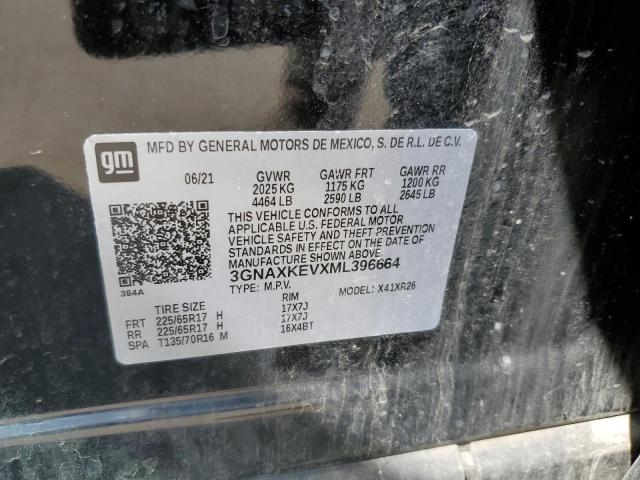 gm
MFD BY GENERAL MOTORS DE MEXICO, S. DE R.L. DE C.V.
06/21 GVWR GAWR FRT GAWR RR
2025 KG 1175 KG 1200 KG
4464 LB 2590 LB 2645 LB
THIS VEHICLE CONFORMS TO ALL
APPLICABLE U.S. FEDERAL MOTOR
VEHICLE SAFETY AND THEFT PREVENTION
STANDARDS IN EFFECT ON THE DATE OF
MANUFACTURE SHOWN ABOVE.
3GNAXKEVXML396664
384A
TYPE: M.P.V. MODEL: X41XR26
TIRE SIZE RIM
FRT 225/65R17 H 17X7J
RR 225/65R17 H 17X7J
SPA T135/70R16 M 16X4BT